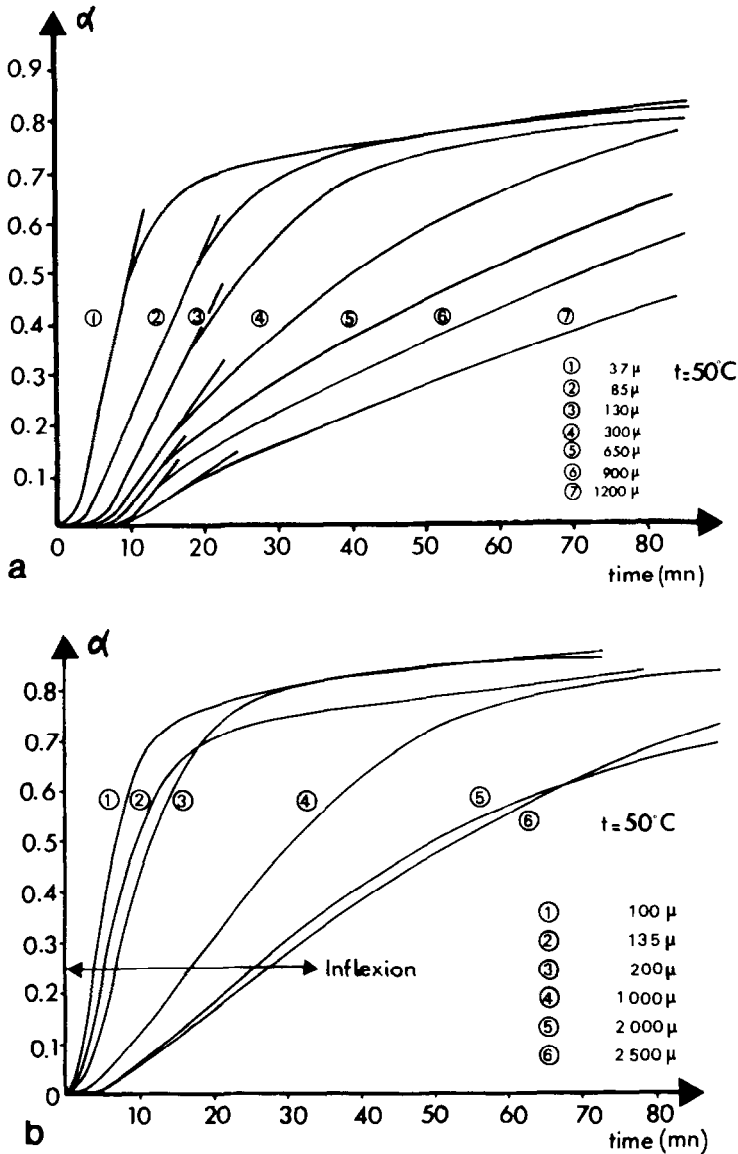 α
0.9
0.8
0.7
0.6
0.5
0.4
0.3
0.2
0.1
① ② ③ ④ ⑤ ⑥ ⑦
① 37 μ t=50°C
② 85 μ
③ 130 μ
④ 300 μ
⑤ 650 μ
⑥ 900 μ
⑦ 1200 μ
0 10 20 30 40 50 60 70 80
time (mn)
a
α
0.8
0.7
0.6
0.5
0.4
0.3
0.2
0.1
0
① ② ③ ④ ⑤ ⑥
t=50°C
Inflexion
① 100 μ
② 135 μ
③ 200 μ
④ 1000 μ
⑤ 2 000 μ
⑥ 2 500 μ
10 20 30 40 50 60 70 80
time (mn)
b